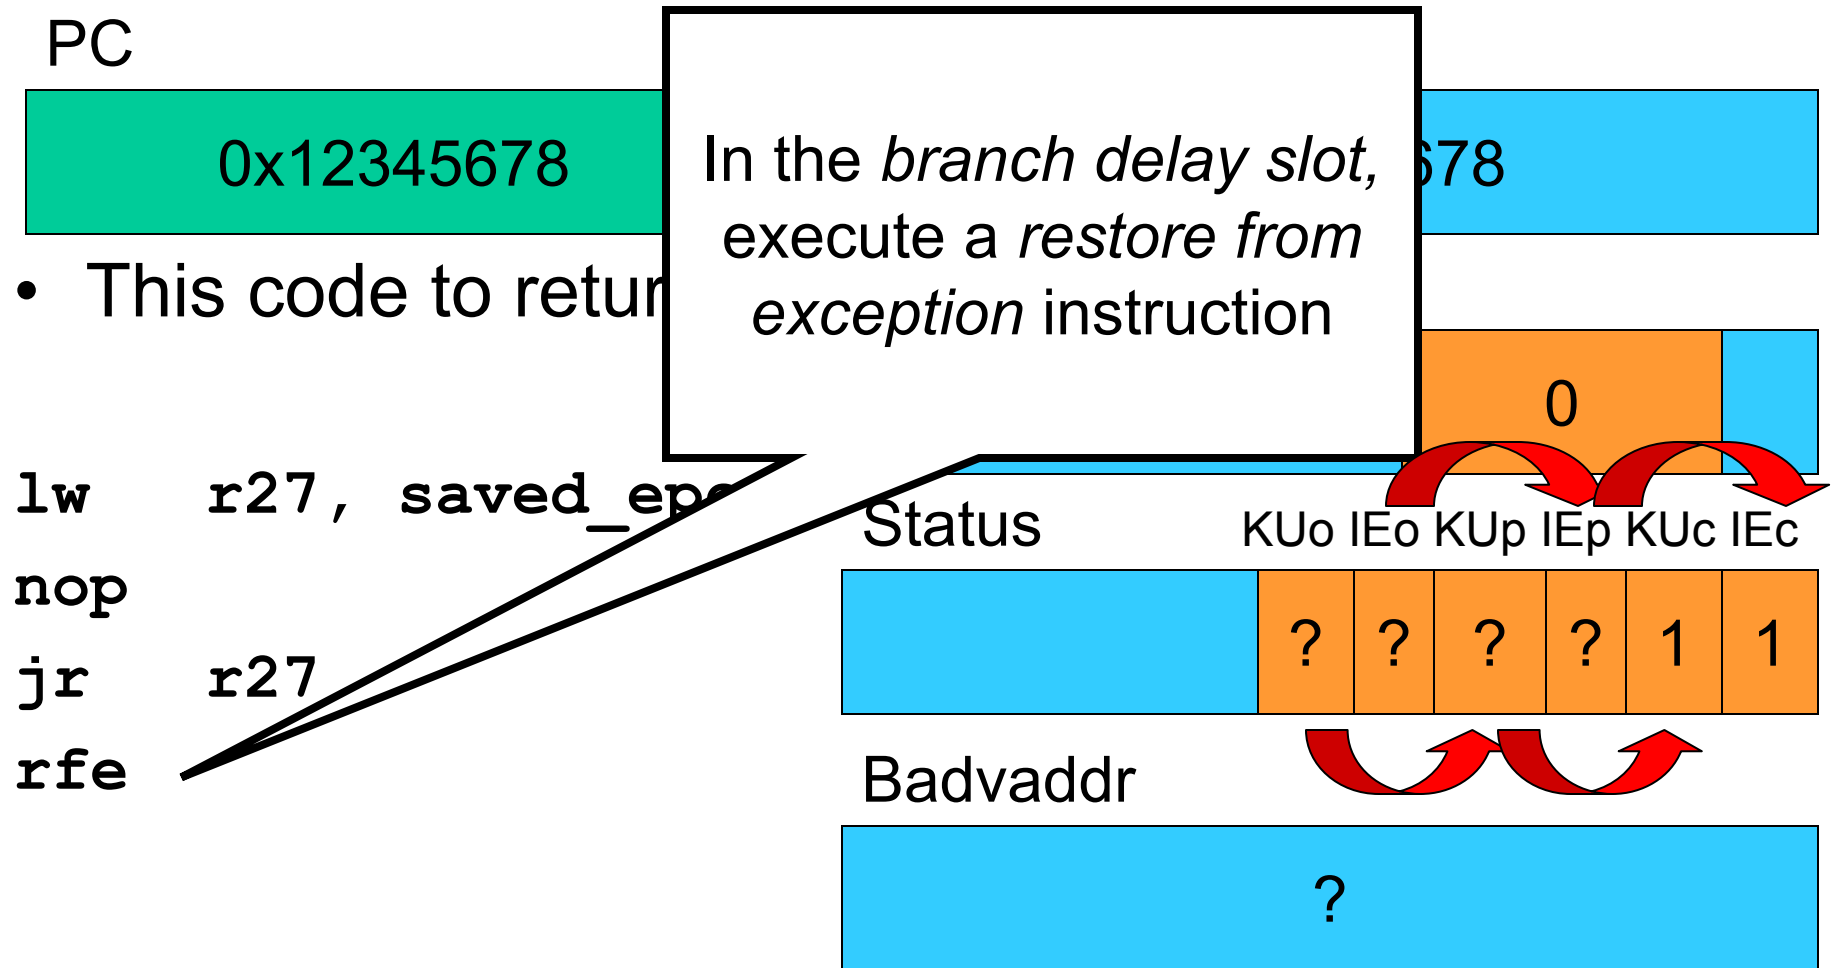 PC
0x12345678
In the branch delay slot,
execute a restore from
exception instruction
678
• This code to retur
0
lw r27, saved_epc
Status
KUo IEo KUp IEp KUc IEc
nop
? ? ? ? 1 1
jr r27
rfe
Badvaddr
?